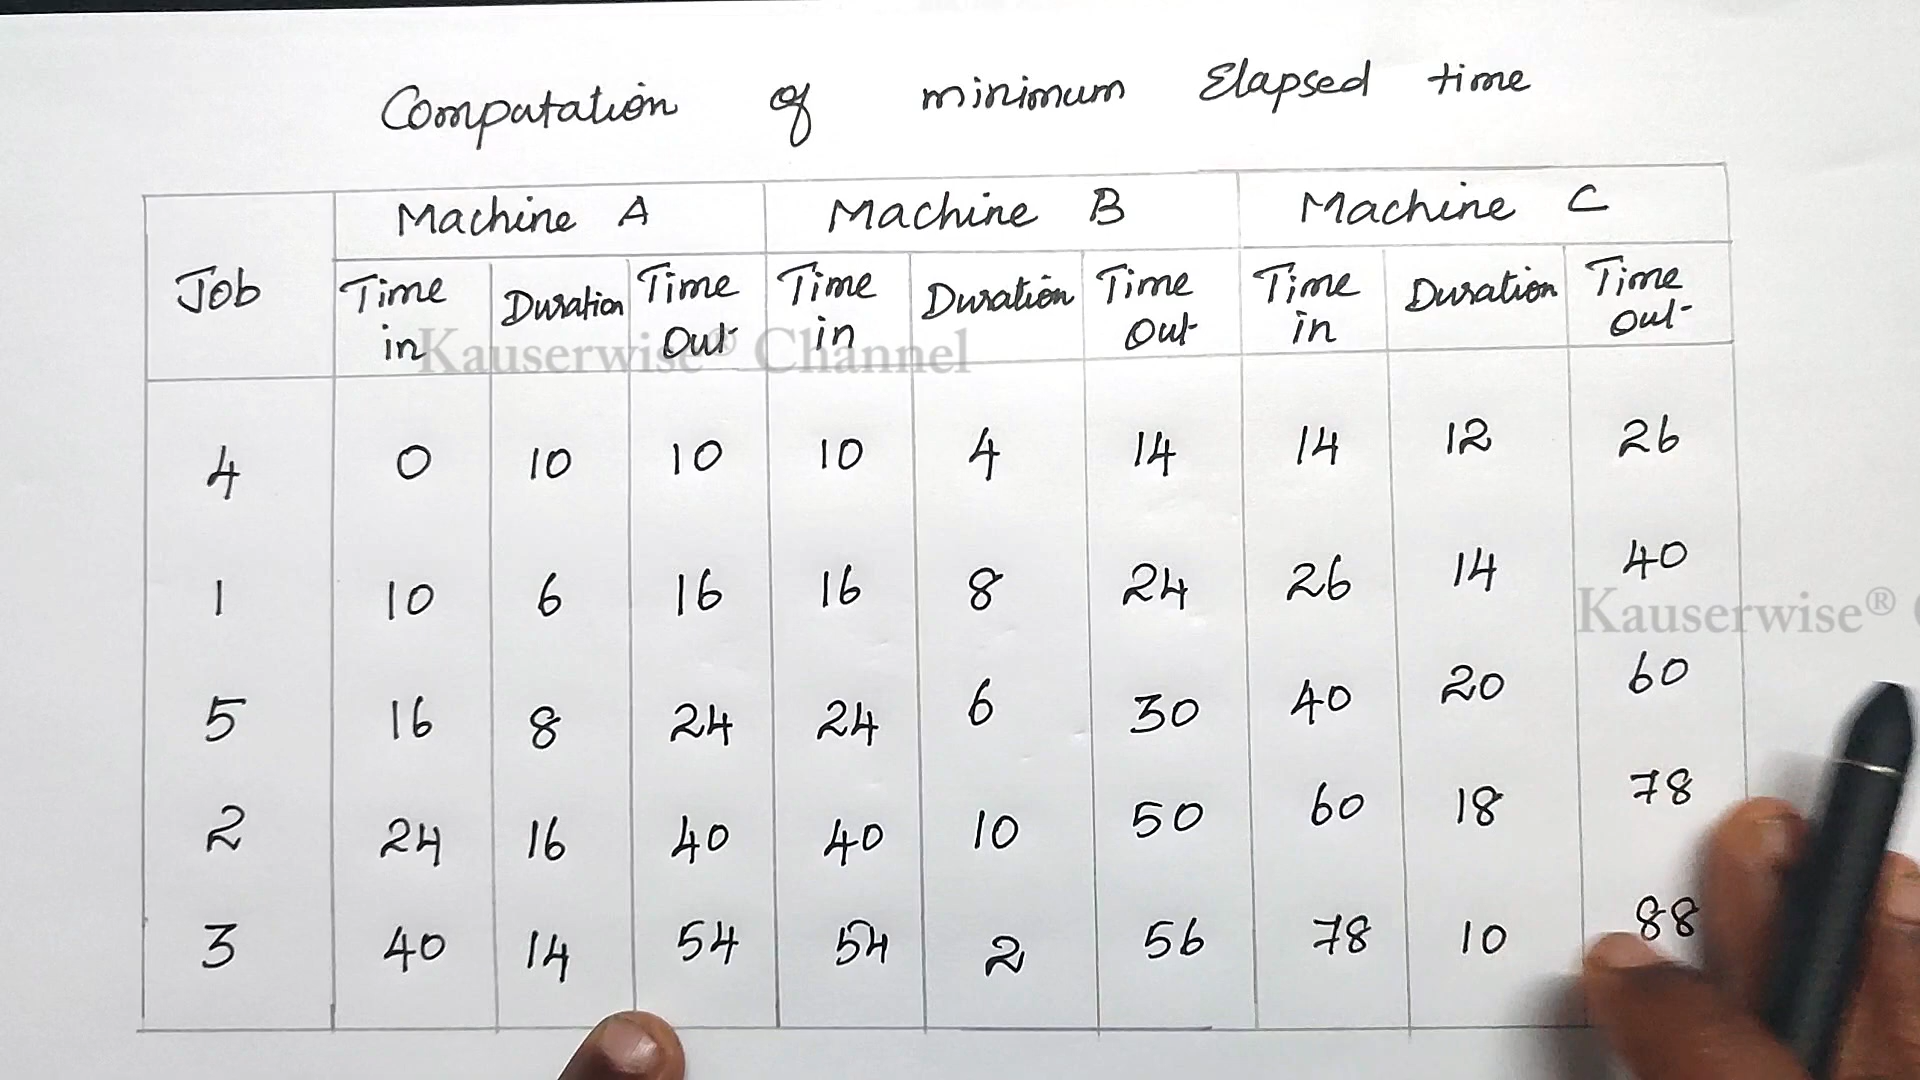 Computation of minimum Elapsed time
Machine A Machine B Machine C
Job Time in Duration Time Out Time in Duration Time Out Time in Duration Time Out
Kauserwise® Channel
4 0 10 10 10 4 14 14 12 26
1 10 6 16 16 8 24 26 14 40
Kauserwise®
5 16 8 24 24 6 30 40 20 60
2 24 16 40 40 10 50 60 18 78
3 40 14 54 54 2 56 78 10 88